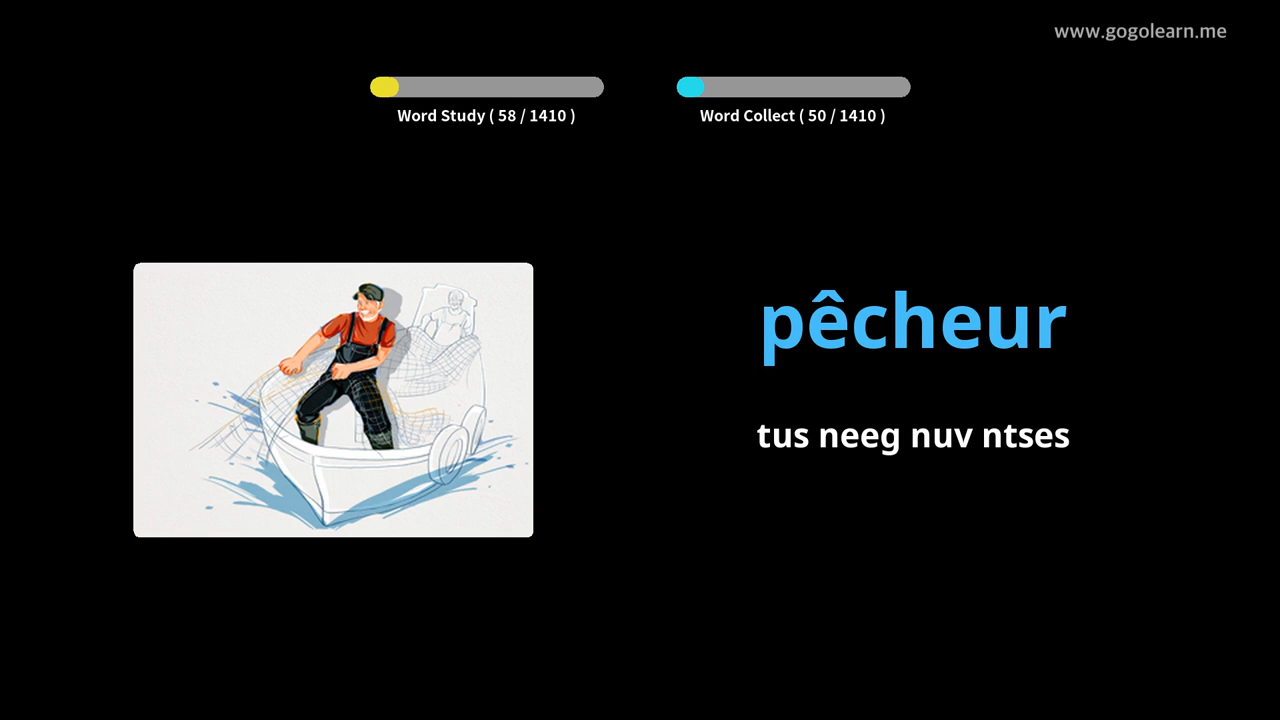 www.gogolearn.me
Word Study ( 58 / 1410 )
Word Collect ( 50 / 1410 )
pêcheur
tus neeg nuv ntses